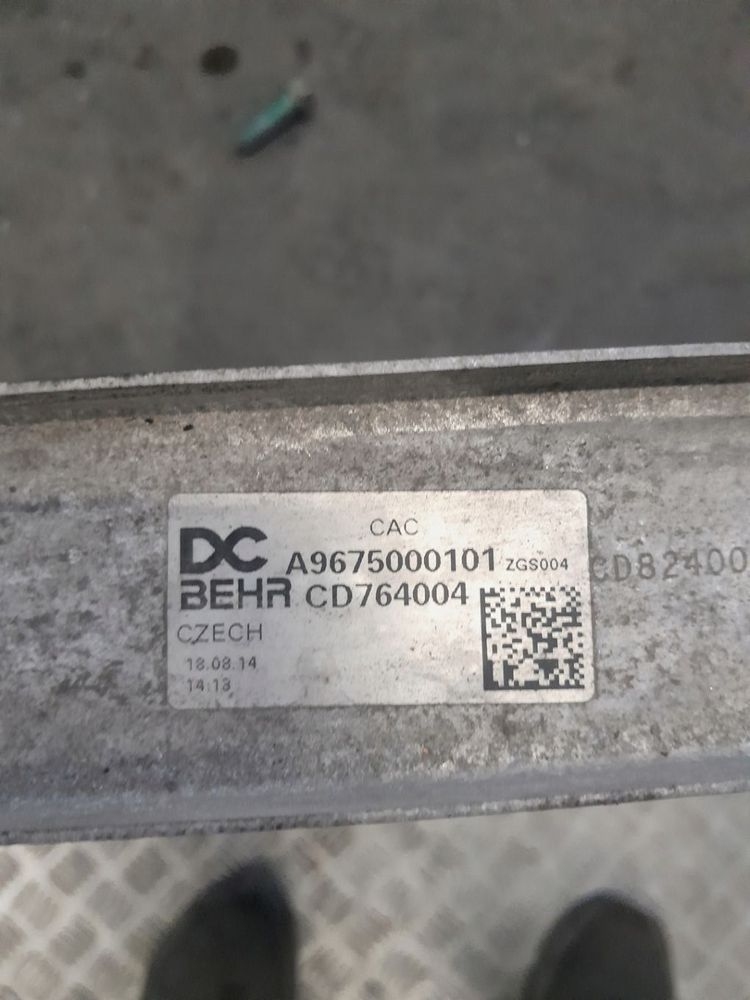 CAC
DC A9675000101 ZGS004
BEHR CD764004
CZECH
18.08.14
14:13
CD82400